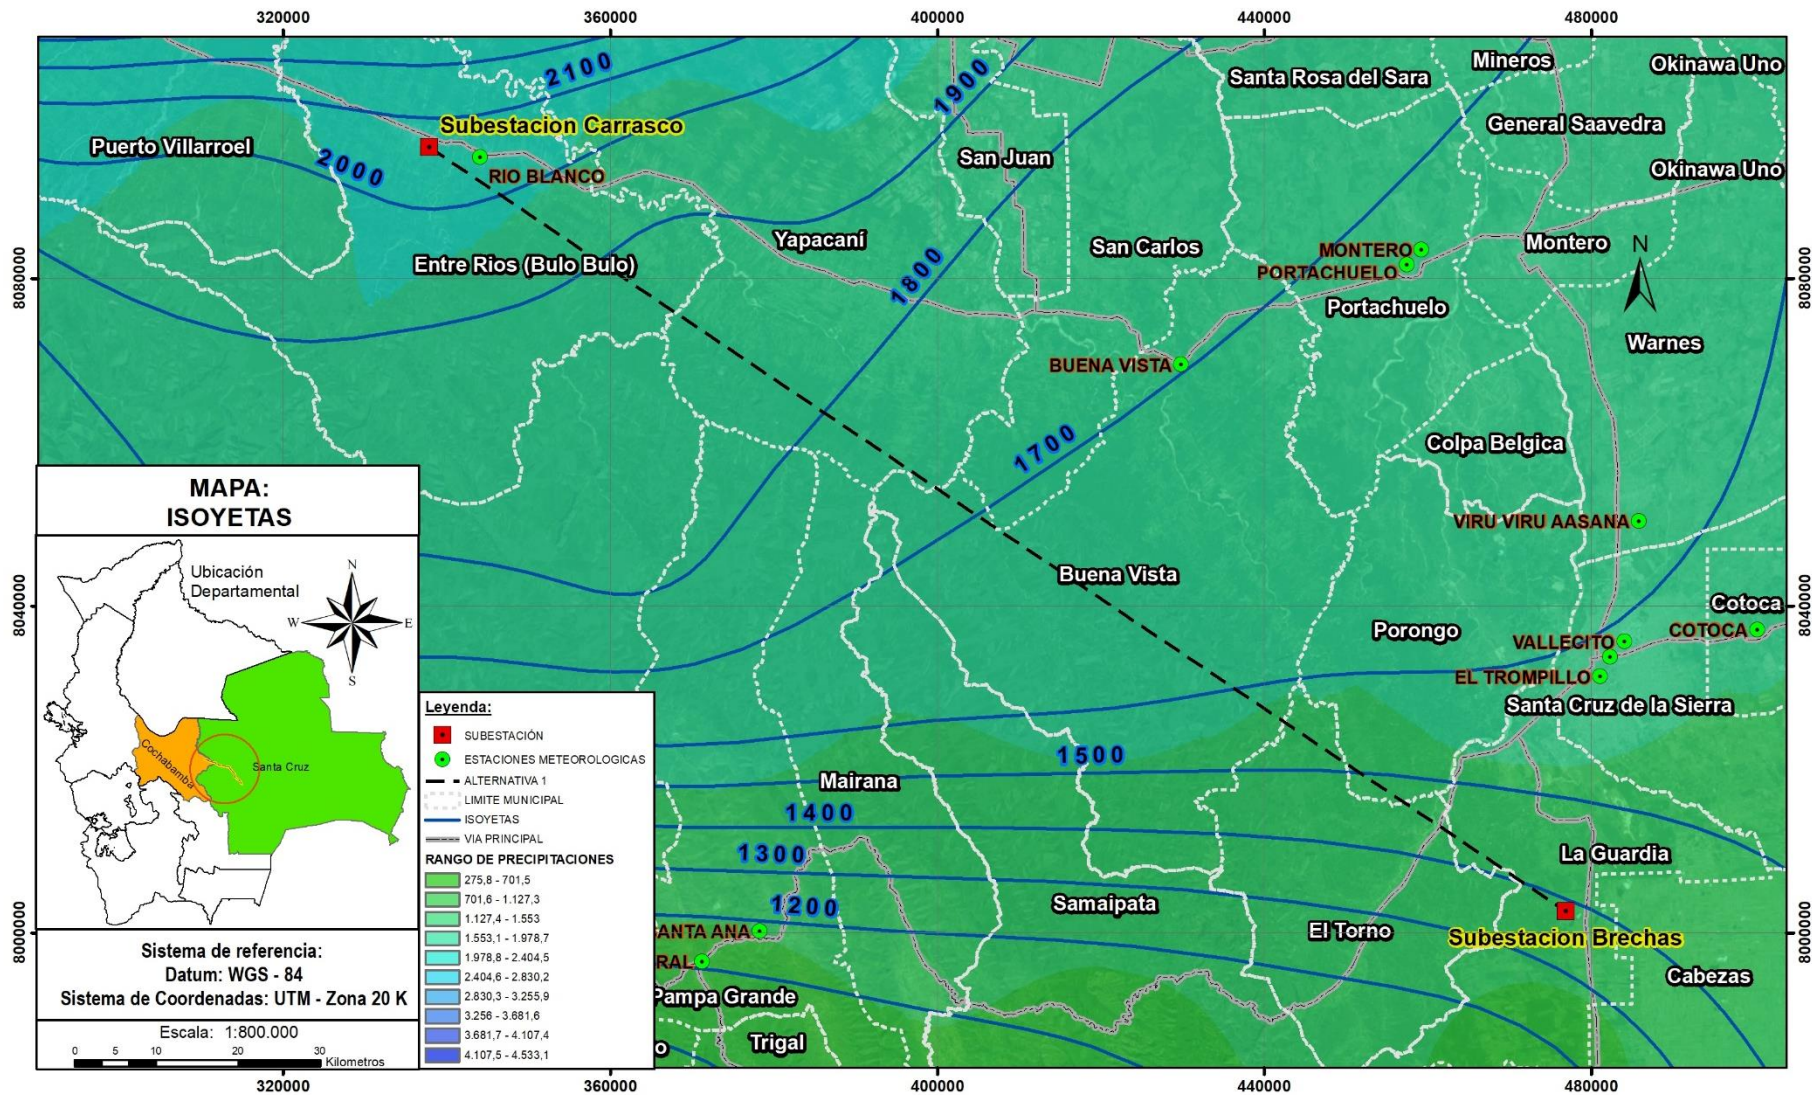 320000
360000
400000
440000
480000
Mineros
Okinawa Uno
Santa Rosa del Sara
2100
1900
Subestacion Carrasco
General Saavedra
Puerto Villarroel
San Juan
2000
RIO BLANCO
Okinawa Uno
Yapacaní
San Carlos
MONTERO
Montero
N
Entre Rios (Bulo Bulo)
1800
PORTACHUELO
8080000
8080000
Portachuelo
Warnes
BUENA VISTA
1700
Colpa Belgica
MAPA:
ISOYETAS
VIRU VIRU AASANA
Ubicación
Departamental
N
W
E
S
Buena Vista
8040000
8040000
Cotoca
Porongo
COTOCA
VALLECITO
EL TROMPILLO
Santa Cruz de la Sierra
Cochabamba
Santa Cruz
Leyenda:
SUBESTACIÓN
ESTACIONES METEOROLOGICAS
ALTERNATIVA 1
LIMITE MUNICIPAL
ISOYETAS
VIA PRINCIPAL
RANGO DE PRECIPITACIONES
275,8 - 701,5
701,6 - 1.127,3
1.127,4 - 1.553
1.553,1 - 1.978,7
1.978,8 - 2.404,5
2.404,6 - 2.830,2
2.830,3 - 3.255,9
3.256 - 3.681,6
3.681,7 - 4.107,4
4.107,5 - 4.533,1
1500
Mairana
1400
1300
La Guardia
1200
Samaipata
ANTA ANA
El Torno
Subestacion Brechas
8000000
8000000
RAL
Cabezas
Pampa Grande
Trigal
o
Sistema de referencia:
Datum: WGS - 84
Sistema de Coordenadas: UTM - Zona 20 K
Escala: 1:800.000
0 5 10 20 30
Kilometros
320000
360000
400000
440000
480000